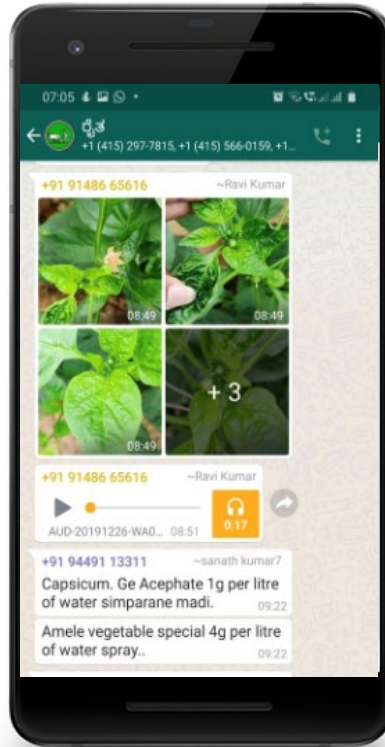 07:05
ರೈತ
+1 (415) 297-7815, +1 (415) 566-0159, +1...
+91 91486 65616 ~Ravi Kumar
08:49 08:49
08:49 + 3
+91 91486 65616 ~Ravi Kumar
0:17
AUD-20191226-WA0... 08:51
+91 94491 13311 ~sanath kumar7
Capsicum. Ge Acephate 1g per litre
of water simparane madi. 09:22
Amele vegetable special 4g per litre
of water spray.. 09:22